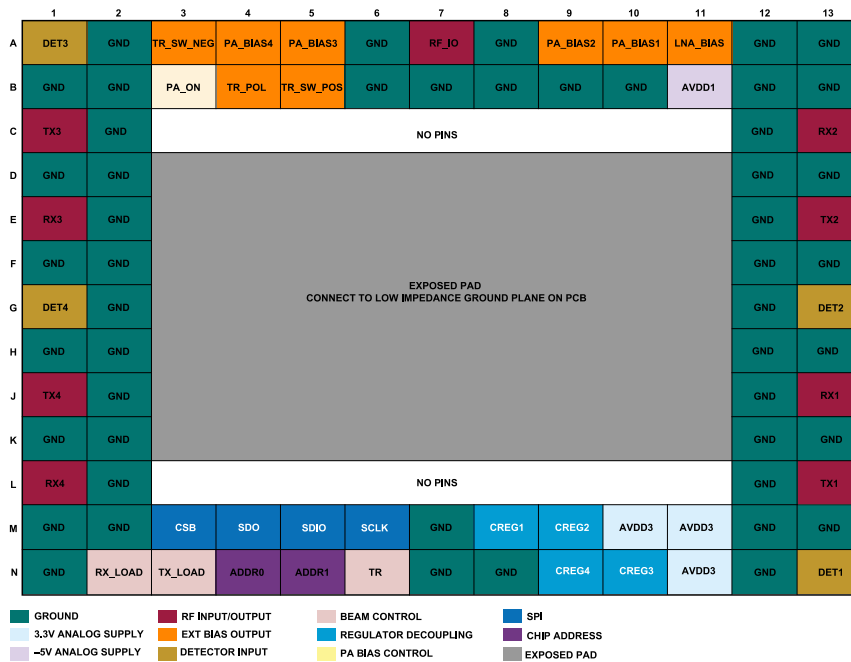 1 2 3 4 5 6 7 8 9 10 11 12 13
A DET3 GND TR_SW_NEG PA_BIAS4 PA_BIAS3 GND RF_IO GND PA_BIAS2 PA_BIAS1 LNA_BIAS GND GND
B GND GND PA_ON TR_POL TR_SW_POS GND GND GND GND GND AVDD1 GND GND
C TX3 GND NO PINS GND RX2
D GND GND GND GND
E RX3 GND GND TX2
F GND GND GND GND
EXPOSED PAD
CONNECT TO LOW IMPEDANCE GROUND PLANE ON PCB
G DET4 GND GND DET2
H GND GND GND GND
J TX4 GND GND RX1
K GND GND GND GND
L RX4 GND NO PINS GND TX1
M GND GND CSB SDO SDIO SCLK GND CREG1 CREG2 AVDD3 AVDD3 GND GND
N GND RX_LOAD TX_LOAD ADDR0 ADDR1 TR GND GND CREG4 CREG3 AVDD3 GND DET1
GROUND RF INPUT/OUTPUT BEAM CONTROL SPI
3.3V ANALOG SUPPLY EXT BIAS OUTPUT REGULATOR DECOUPLING CHIP ADDRESS
–5V ANALOG SUPPLY DETECTOR INPUT PA BIAS CONTROL EXPOSED PAD